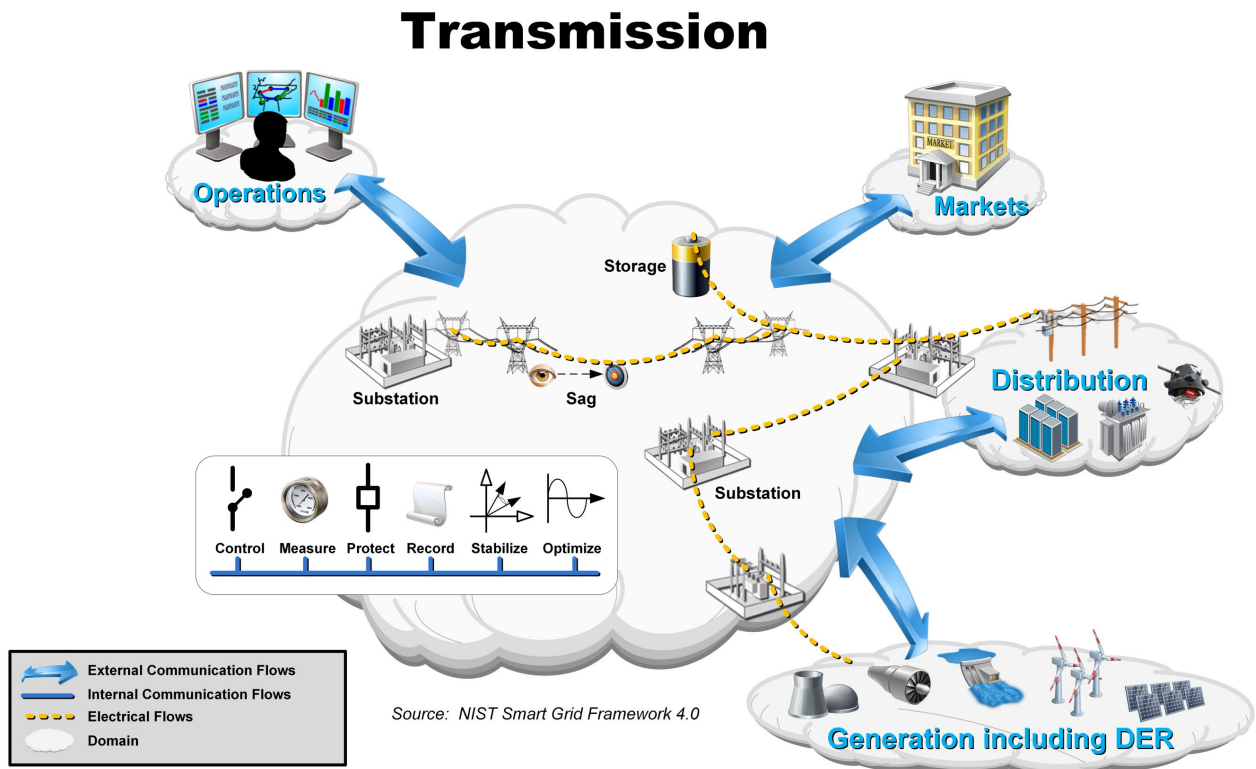 Transmission
Operations
MARKET
Markets
Storage
Substation
Sag
Distribution
Substation
Control Measure Protect Record Stabilize Optimize
External Communication Flows
Internal Communication Flows
Electrical Flows
Domain
Source: NIST Smart Grid Framework 4.0
Generation including DER